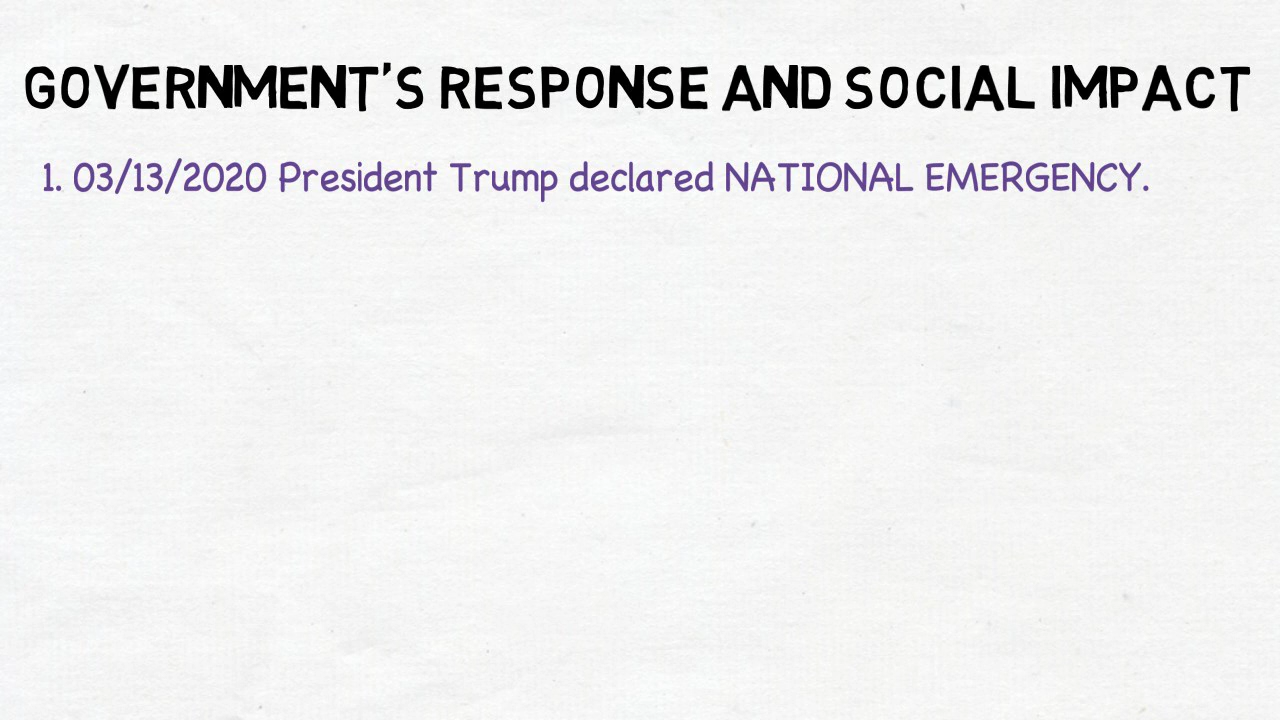 GOVERNMENT'S RESPONSE AND SOCIAL IMPACT
1. 03/13/2020 President Trump declared NATIONAL EMERGENCY.